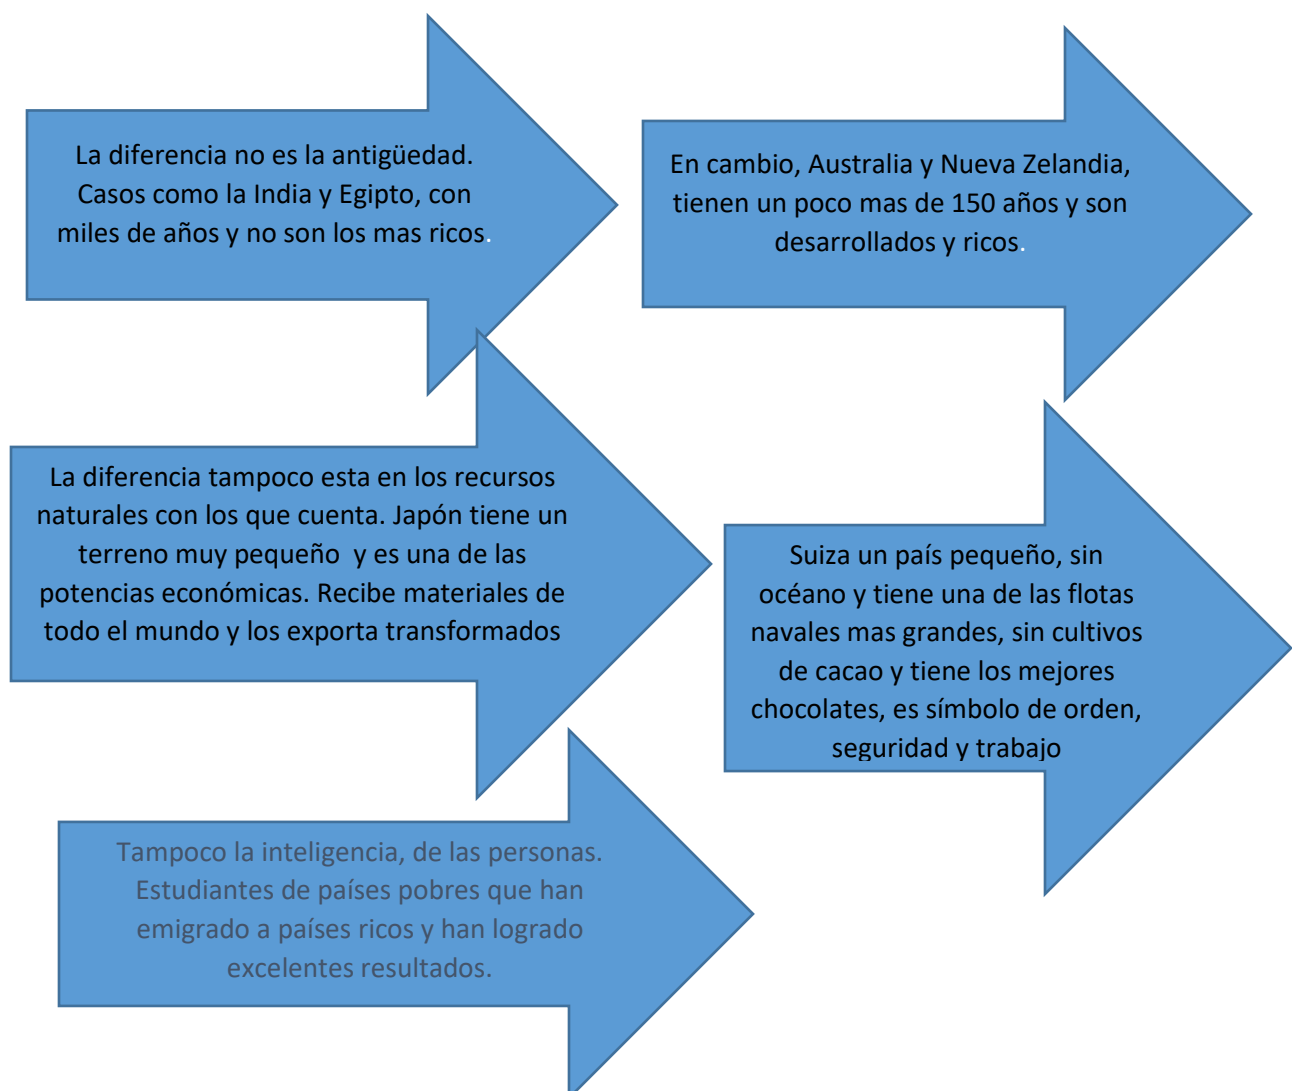 La diferencia no es la antigüedad.
Casos como la India y Egipto, con
miles de años y no son los mas ricos.
En cambio, Australia y Nueva Zelandia,
tienen un poco mas de 150 años y son
desarrollados y ricos.
La diferencia tampoco esta en los recursos
naturales con los que cuenta. Japón tiene un
terreno muy pequeño  y es una de las
potencias económicas. Recibe materiales de
todo el mundo y los exporta transformados
Suiza un país pequeño, sin
océano y tiene una de las flotas
navales mas grandes, sin cultivos
de cacao y tiene los mejores
chocolates, es símbolo de orden,
seguridad y trabajo
Tampoco la inteligencia, de las personas.
Estudiantes de países pobres que han
emigrado a países ricos y han logrado
excelentes resultados.